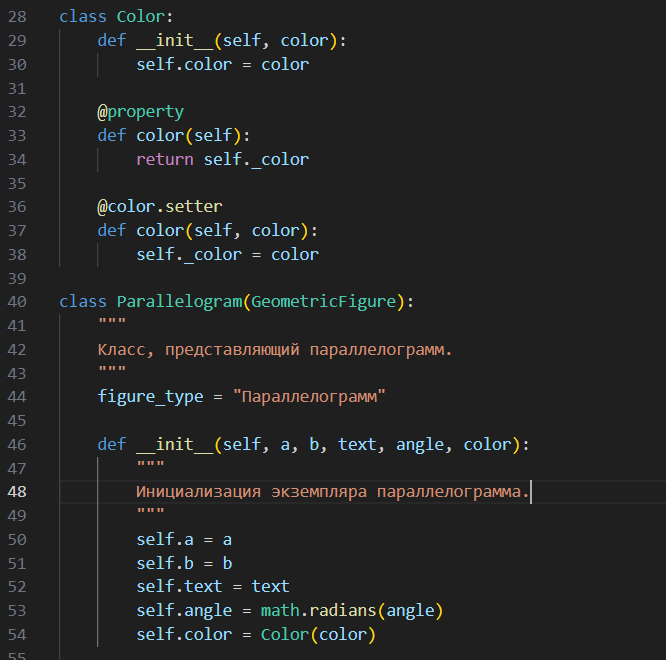 28 class Color:
29     def __init__(self, color):
30         self.color = color
31
32     @property
33     def color(self):
34         return self._color
35
36     @color.setter
37     def color(self, color):
38         self._color = color
39
40 class Parallelogram(GeometricFigure):
41     """
42     Класс, представляющий параллелограмм.
43     """
44     figure_type = "Параллелограмм"
45
46     def __init__(self, a, b, text, angle, color):
47         """
48         Инициализация экземпляра параллелограмма.
49         """
50         self.a = a
51         self.b = b
52         self.text = text
53         self.angle = math.radians(angle)
54         self.color = Color(color)
55